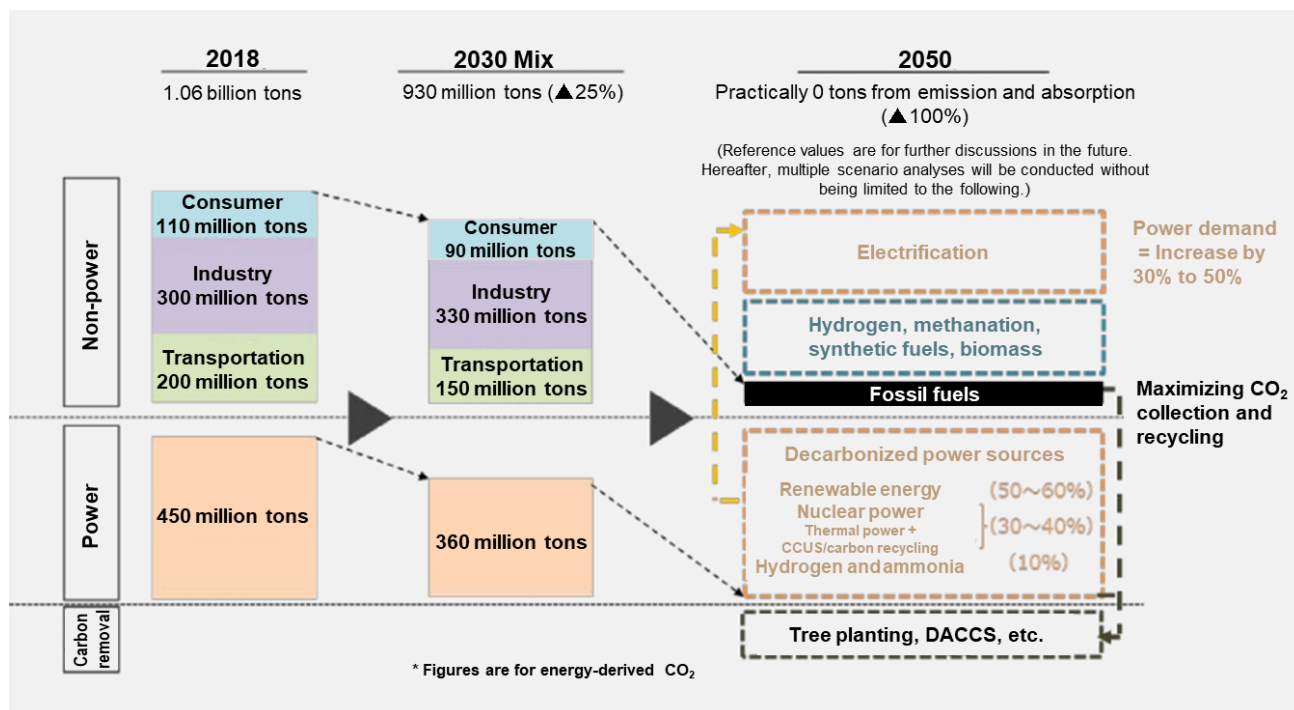 2018
1.06 billion tons
2030 Mix
930 million tons (▲25%)
2050
Practically 0 tons from emission and absorption
(▲100%)
(Reference values are for further discussions in the future.
Hereafter, multiple scenario analyses will be conducted without
being limited to the following.)
Non-power
Consumer
110 million tons
Industry
300 million tons
Transportation
200 million tons
Consumer
90 million tons
Industry
330 million tons
Transportation
150 million tons
Electrification
Power demand
= Increase by
30% to 50%
Hydrogen, methanation,
synthetic fuels, biomass
Fossil fuels
Maximizing CO₂
collection and
recycling
Power
450 million tons
360 million tons
Decarbonized power sources
Renewable energy (50～60%)
Nuclear power
Thermal power +
CCUS/carbon recycling
(30～40%)
Hydrogen and ammonia (10%)
Carbon
removal
Tree planting, DACCS, etc.
* Figures are for energy-derived CO₂